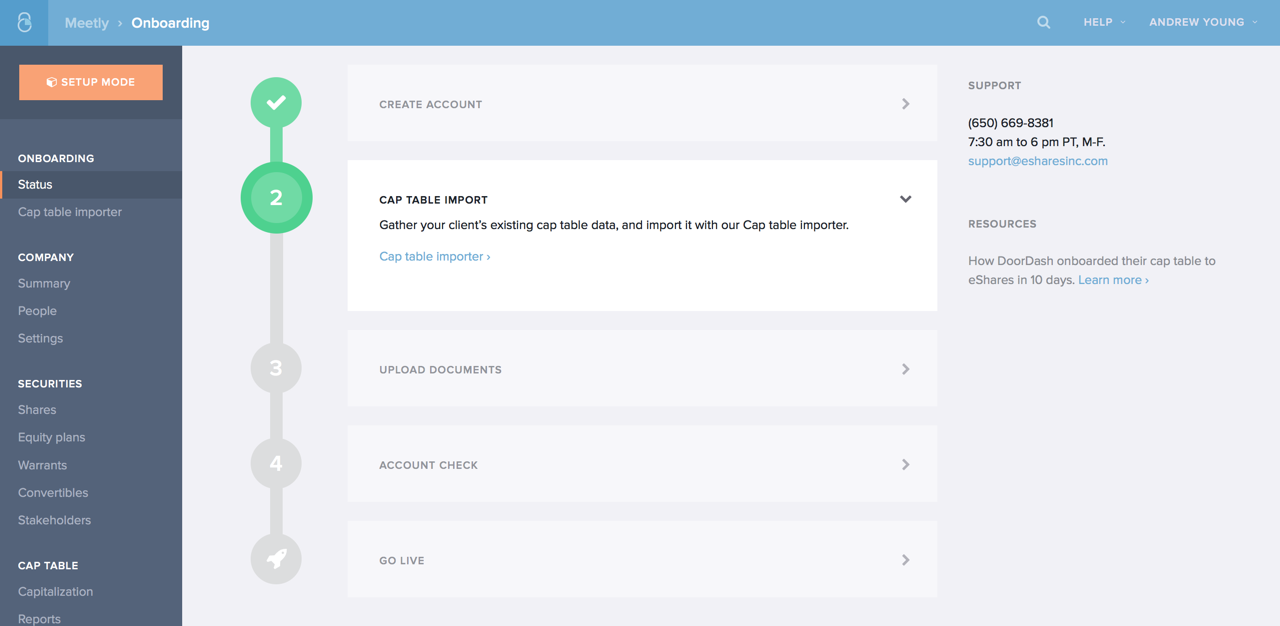 Meetly › Onboarding
HELP
ANDREW YOUNG
SETUP MODE
ONBOARDING
Status
Cap table importer
COMPANY
Summary
People
Settings
SECURITIES
Shares
Equity plans
Warrants
Convertibles
Stakeholders
CAP TABLE
Capitalization
Reports
CREATE ACCOUNT
2
CAP TABLE IMPORT
Gather your client's existing cap table data, and import it with our Cap table importer.
Cap table importer ›
3
UPLOAD DOCUMENTS
4
ACCOUNT CHECK
GO LIVE
SUPPORT
(650) 669-8381
7:30 am to 6 pm PT, M-F.
support@esharesinc.com
RESOURCES
How DoorDash onboarded their cap table to
eShares in 10 days. Learn more ›